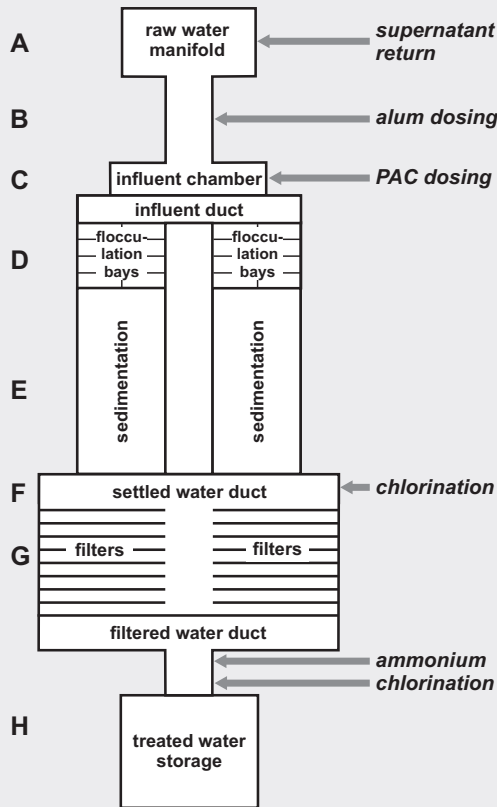 A
raw water
manifold
supernatant
return
B
alum dosing
C
influent chamber
PAC dosing
influent duct
D
floccu-
lation
bays
floccu-
lation
bays
E
sedimentation
sedimentation
F
settled water duct
chlorination
G
filters
filters
filtered water duct
ammonium
chlorination
H
treated water
storage